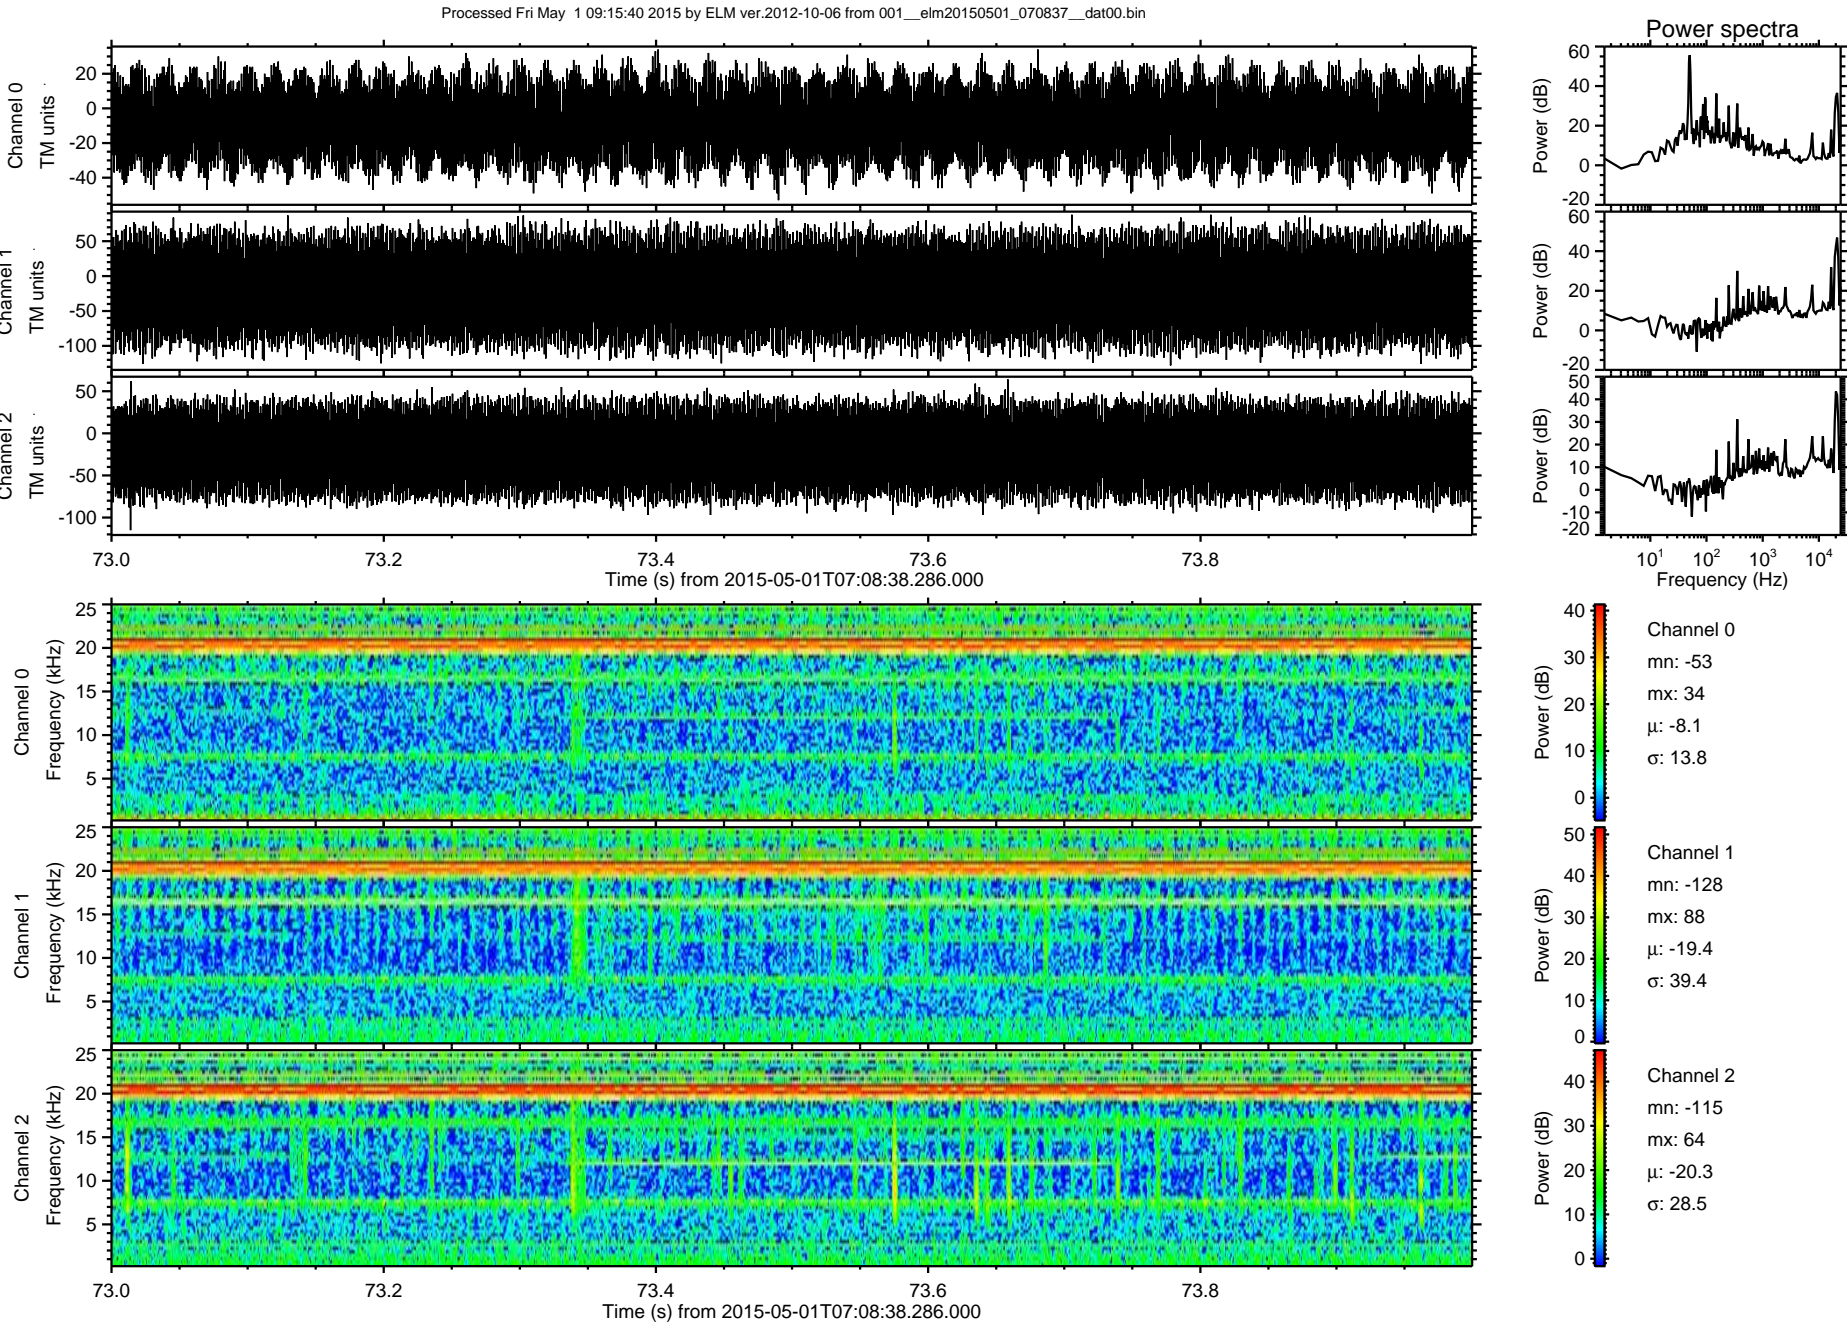 Processed Fri May  1 09:15:40 2015 by ELM ver.2012-10-06 from 001__elm20150501_070837__dat00.bin
Power spectra
Channel 0
TM units
20
0
-20
-40
Power (dB)
60
40
20
0
-20
Channel 1
TM units
50
0
-50
-100
Power (dB)
60
40
20
0
-20
Channel 2
TM units
50
0
-50
-100
Power (dB)
50
40
30
20
10
0
-10
-20
73.0 73.2 73.4 73.6 73.8
Time (s) from 2015-05-01T07:08:38.286.000
10¹ 10² 10³ 10⁴
Frequency (Hz)
Channel 0
Frequency (kHz)
25
20
15
10
5
Power (dB)
40
30
20
10
0
Channel 0
mn: -53
mx: 34
μ: -8.1
σ: 13.8
Channel 1
Frequency (kHz)
25
20
15
10
5
Power (dB)
50
40
30
20
10
0
Channel 1
mn: -128
mx: 88
μ: -19.4
σ: 39.4
Channel 2
Frequency (kHz)
25
20
15
10
5
Power (dB)
40
30
20
10
0
Channel 2
mn: -115
mx: 64
μ: -20.3
σ: 28.5
73.0 73.2 73.4 73.6 73.8
Time (s) from 2015-05-01T07:08:38.286.000